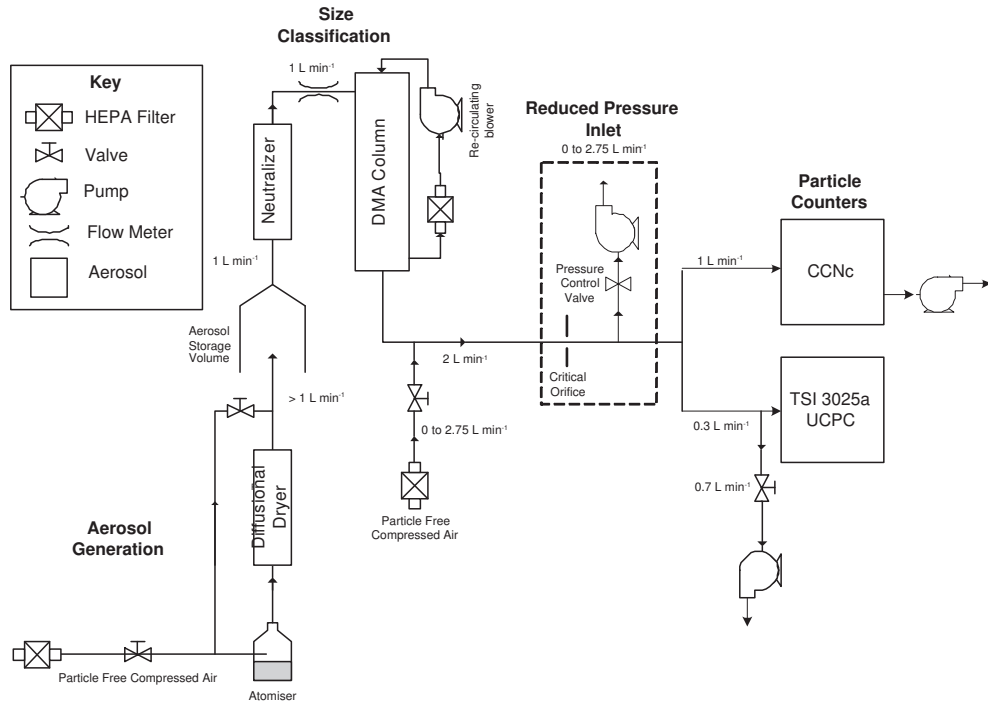 Size
Classification
Key
HEPA Filter
Valve
Pump
Flow Meter
Aerosol
1 L min⁻¹
Neutralizer
DMA Column
Re-circulating
blower
1 L min⁻¹
Aerosol
Storage
Volume
> 1 L min⁻¹
Diffusional
Dryer
Aerosol
Generation
Particle Free Compressed Air
Atomiser
2 L min⁻¹
0 to 2.75 L min⁻¹
Particle Free
Compressed Air
Reduced Pressure
Inlet
0 to 2.75 L min⁻¹
Pressure
Control
Valve
Critical
Orifice
Particle
Counters
1 L min⁻¹
CCNc
TSI 3025a
UCPC
0.3 L min⁻¹
0.7 L min⁻¹